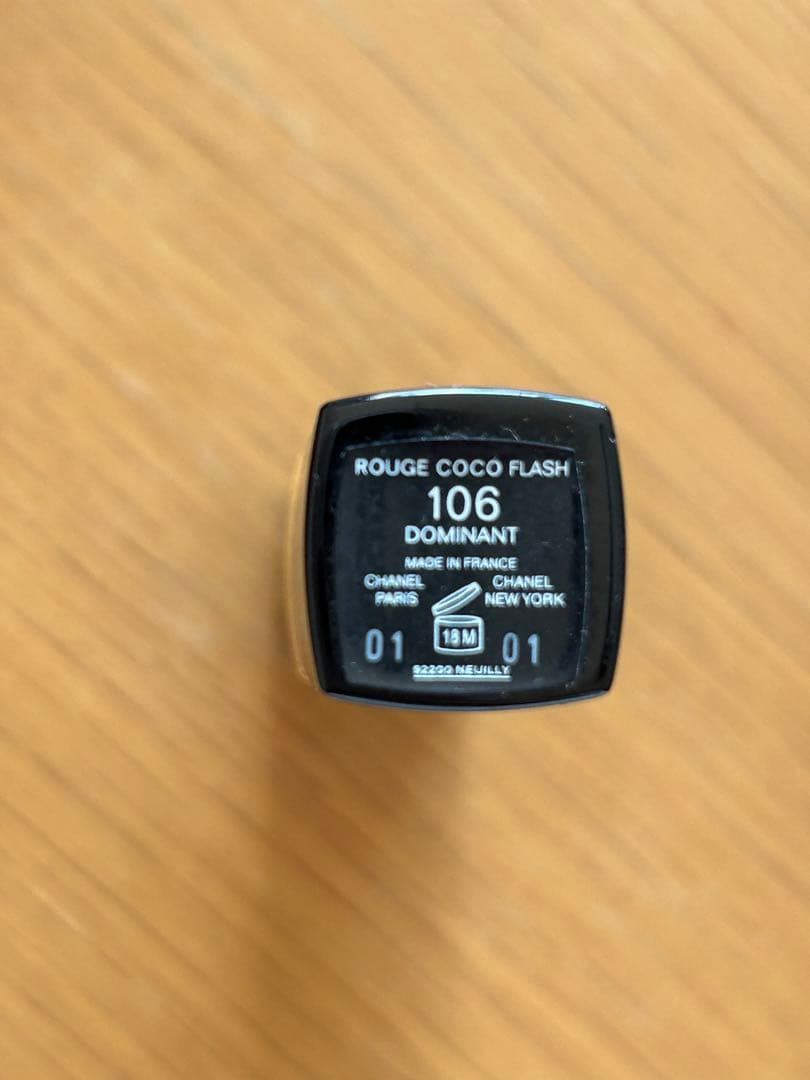 ROUGE COCO FLASH
106
DOMINANT
MADE IN FRANCE
CHANEL CHANEL
PARIS NEW YORK
18M
01 01
92200 NEUILLY